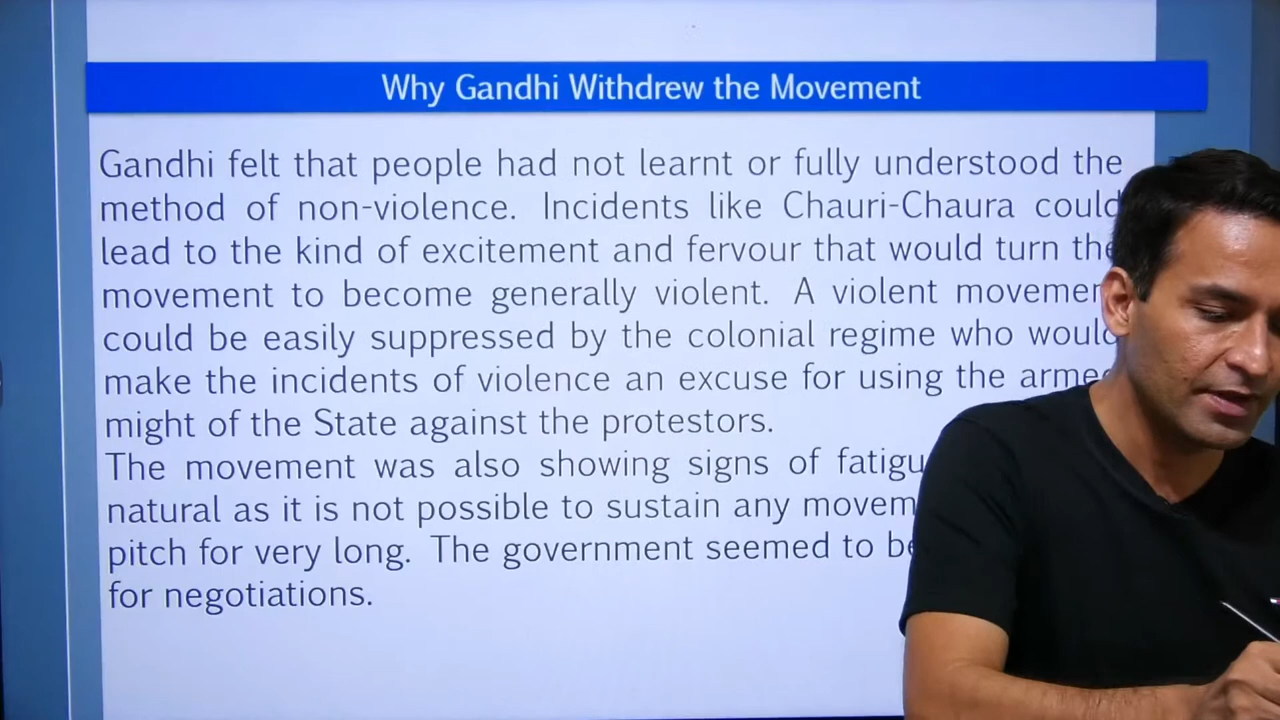 Why Gandhi Withdrew the Movement
Gandhi felt that people had not learnt or fully understood the
method of non-violence. Incidents like Chauri-Chaura could
lead to the kind of excitement and fervour that would turn the
movement to become generally violent. A violent movement
could be easily suppressed by the colonial regime who would
make the incidents of violence an excuse for using the armed
might of the State against the protestors.
The movement was also showing signs of
natural as it is not possible to sustain any
pitch for very long. The government seemed to
for negotiations.